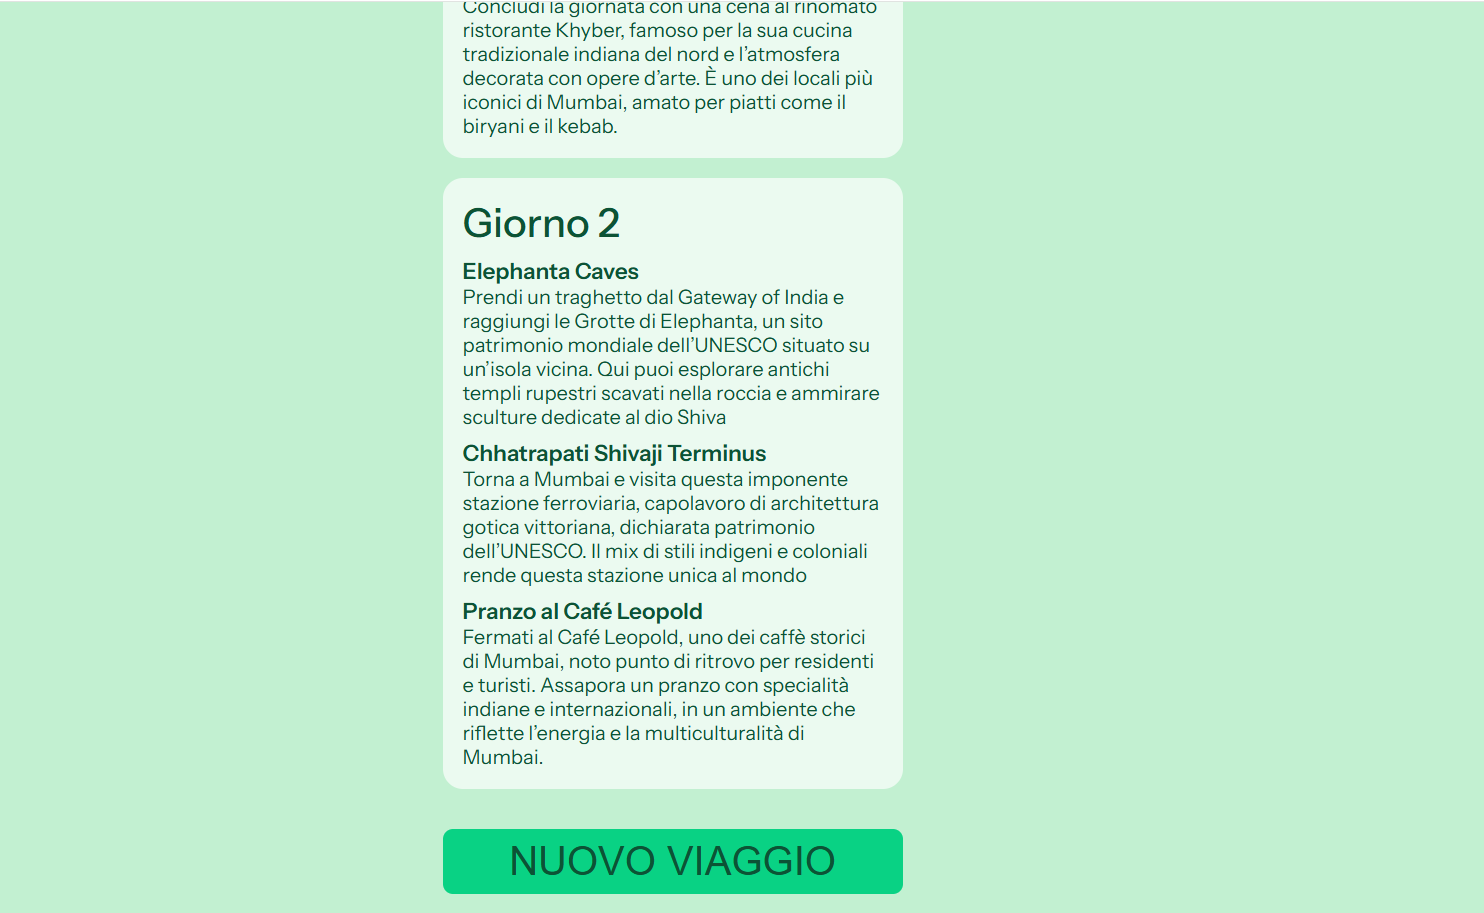 Concludi la giornata con una cena al rinomato
ristorante Khyber, famoso per la sua cucina
tradizionale indiana del nord e l’atmosfera
decorata con opere d’arte. È uno dei locali più
iconici di Mumbai, amato per piatti come il
biryani e il kebab.
Giorno 2
Elephanta Caves
Prendi un traghetto dal Gateway of India e
raggiungi le Grotte di Elephanta, un sito
patrimonio mondiale dell’UNESCO situato su
un’isola vicina. Qui puoi esplorare antichi
templi rupestri scavati nella roccia e ammirare
sculture dedicate al dio Shiva
Chhatrapati Shivaji Terminus
Torna a Mumbai e visita questa imponente
stazione ferroviaria, capolavoro di architettura
gotica vittoriana, dichiarata patrimonio
dell’UNESCO. Il mix di stili indigeni e coloniali
rende questa stazione unica al mondo
Pranzo al Café Leopold
Fermati al Café Leopold, uno dei caffè storici
di Mumbai, noto punto di ritrovo per residenti
e turisti. Assapora un pranzo con specialità
indiane e internazionali, in un ambiente che
riflette l’energia e la multiculturalità di
Mumbai.
NUOVO VIAGGIO